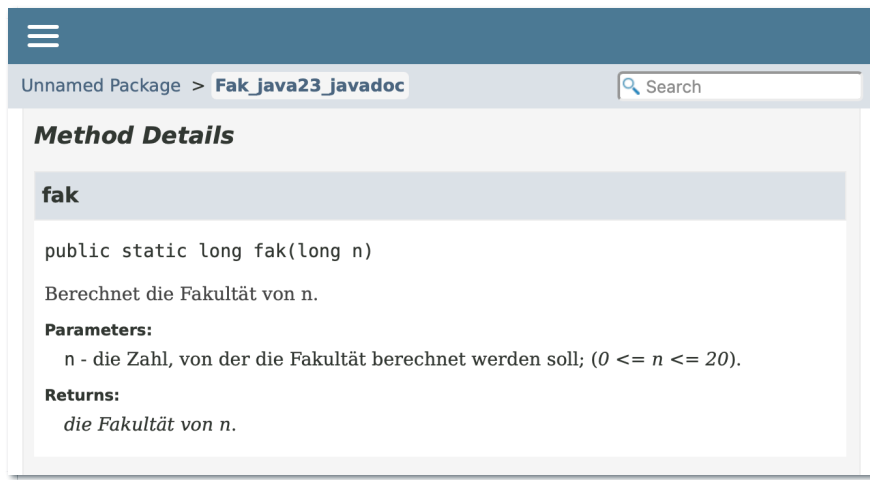 Unnamed Package > Fak_java23_javadoc
Search
Method Details
fak
public static long fak(long n)
Berechnet die Fakultät von n.
Parameters:
n - die Zahl, von der die Fakultät berechnet werden soll; (0 <= n <= 20).
Returns:
die Fakultät von n.